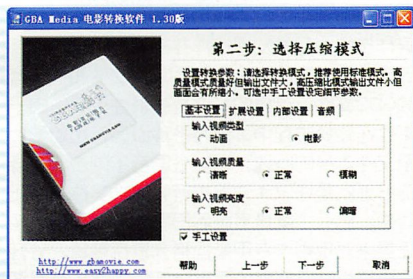 GBA Media 电影转换软件 1.30版
第二步：选择压缩模式
设置转换参数：请选择转换模式，推荐使用标准模式。高
质量模式质量好但输出文件大，高压缩比模式输出文件小但
画面会有所缩小。可选中手工设置设定细节参数。
基本设置 扩展设置 内部设置 音频
输入视频类型
动画 电影
输入视频质量
清晰 正常 模糊
输入视频亮度
明亮 正常 偏暗
手工设置
http://www.gbamovie.com
http://www.easy2happy.com
帮助 上一步 下一步 取消
WWW.GBAMOVIE.COM